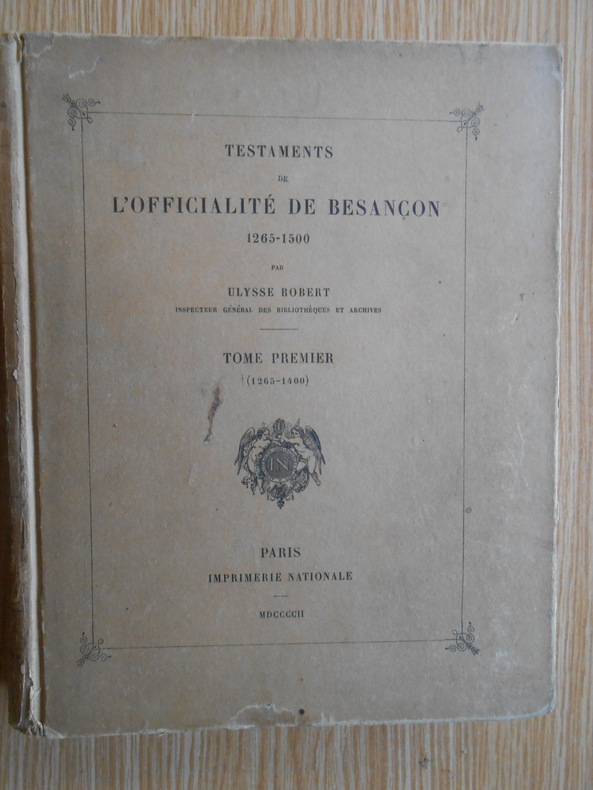 TESTAMENTS
DE
L'OFFICIALITÉ DE BESANÇON
1265-1500
PAR
ULYSSE ROBERT
INSPECTEUR GÉNÉRAL DES BIBLIOTHÈQUES ET ARCHIVES
TOME PREMIER
(1265-1400)
IN
PARIS
IMPRIMERIE NATIONALE
MDCCCCII